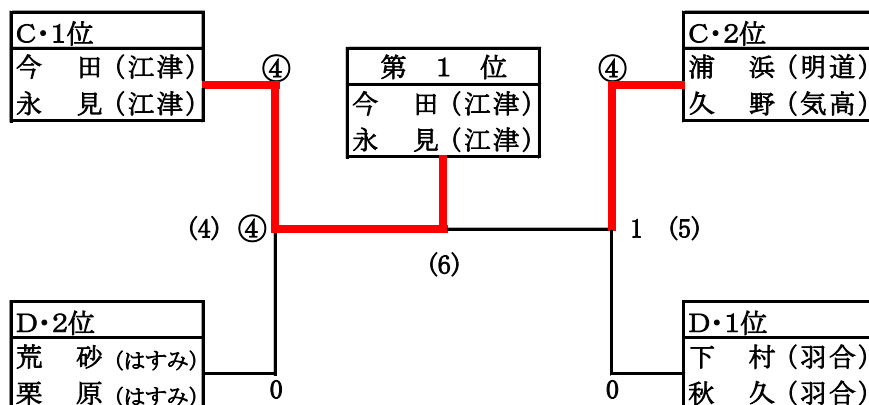 C・1位
今 田 (江津)
永 見 (江津)
④
第 1 位
今 田 (江津)
永 見 (江津)
④
C・2位
浦 浜 (明道)
久 野 (気高)
(4) ④
(6)
1 (5)
D・2位
荒 砂 (はすみ)
栗 原 (はすみ)
0
0
D・1位
下 村 (羽合)
秋 久 (羽合)